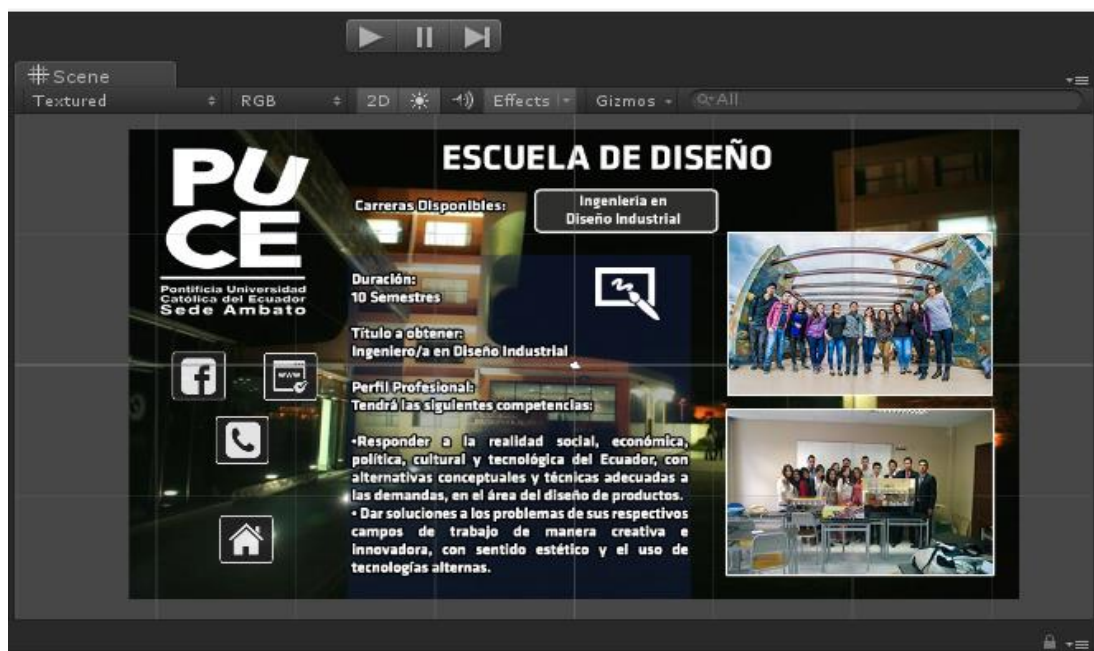 Scene
Textured
RGB
2D
Effects
Gizmos
All
PUCE
Pontificia Universidad
Católica del Ecuador
Sede Ambato
ESCUELA DE DISEÑO
Carreras Disponibles:
Ingeniería en
Diseño Industrial
Duración:
10 Semestres
Título a obtener:
Ingeniero/a en Diseño Industrial
Perfil Profesional:
Tendrá las siguientes competencias:
•Responder a la realidad social, económica,
política, cultural y tecnológica del Ecuador, con
alternativas conceptuales y técnicas adecuadas a
las demandas, en el área del diseño de productos.
• Dar soluciones a los problemas de sus respectivos
campos de trabajo de manera creativa e
innovadora, con sentido estético y el uso de
tecnologías alternas.
www